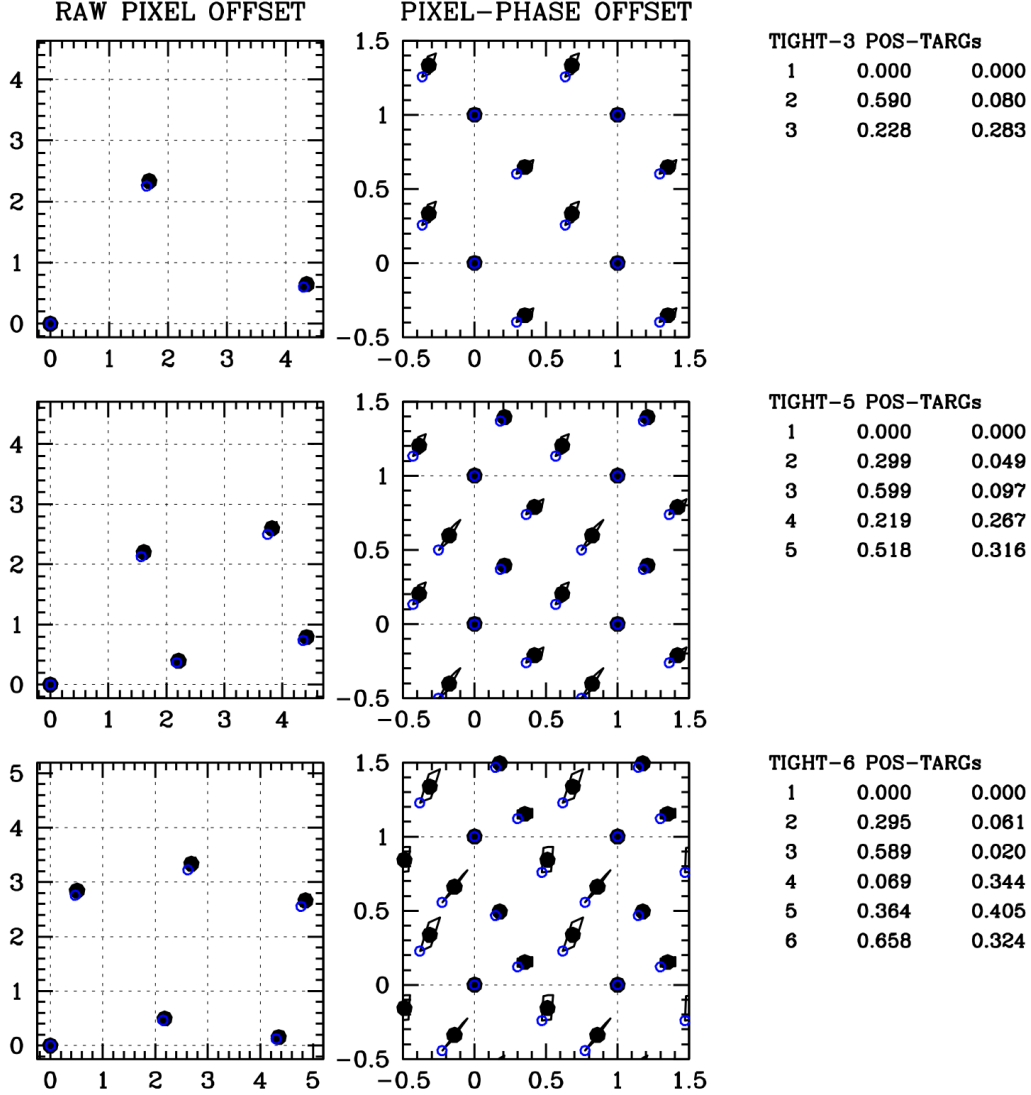 RAW PIXEL OFFSET
PIXEL-PHASE OFFSET
4
3
2
1
0
0 1 2 3 4
1.5
1
0.5
0
-0.5
-0.5 0 0.5 1 1.5
TIGHT-3 POS-TARGs
1 0.000 0.000
2 0.590 0.080
3 0.228 0.283
4
3
2
1
0
0 1 2 3 4
1.5
1
0.5
0
-0.5
-0.5 0 0.5 1 1.5
TIGHT-5 POS-TARGs
1 0.000 0.000
2 0.299 0.049
3 0.599 0.097
4 0.219 0.267
5 0.518 0.316
5
4
3
2
1
0
0 1 2 3 4 5
1.5
1
0.5
0
-0.5
-0.5 0 0.5 1 1.5
TIGHT-6 POS-TARGs
1 0.000 0.000
2 0.295 0.061
3 0.589 0.020
4 0.069 0.344
5 0.364 0.405
6 0.658 0.324